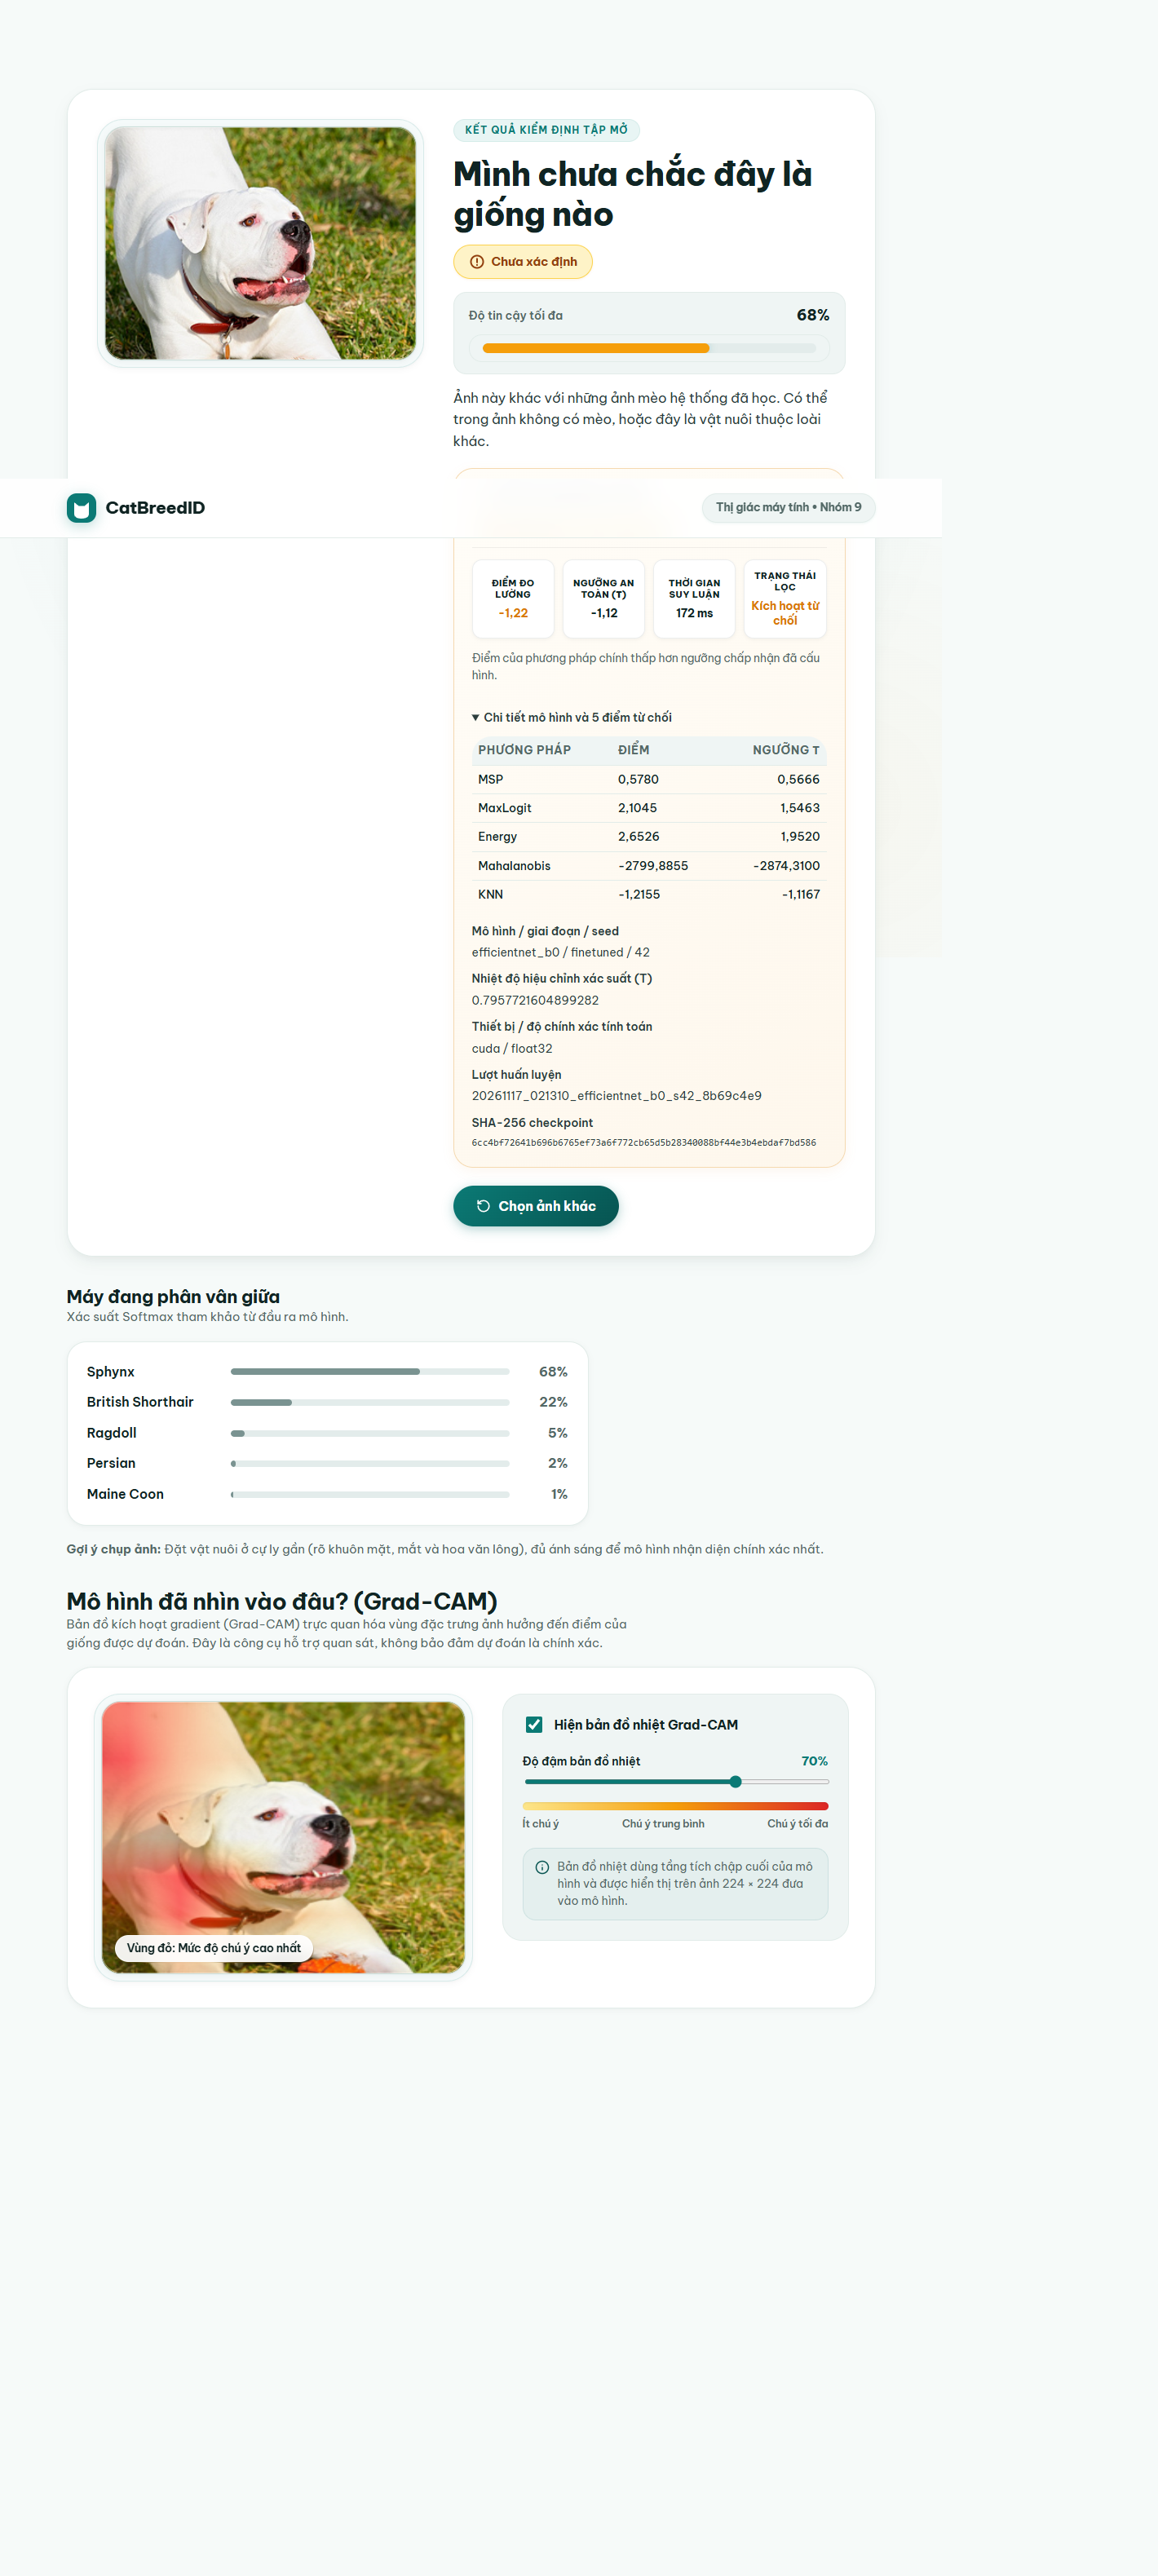 KẾT QUẢ KIỂM ĐỊNH TẬP MỞ
Mình chưa chắc đây là
giống nào
Chưa xác định
Độ tin cậy tối đa
68%
Ảnh này khác với những ảnh mèo hệ thống đã học. Có thể
trong ảnh không có mèo, hoặc đây là vật nuôi thuộc loài
khác.
CatBreedID
Thị giác máy tính • Nhóm 9
ĐIỂM ĐO
LƯỜNG
-1,22
NGƯỠNG AN
TOÀN (T)
-1,12
THỜI GIAN
SUY LUẬN
172 ms
TRẠNG THÁI
LỌC
Kích hoạt từ
chối
Điểm của phương pháp chính thấp hơn ngưỡng chấp nhận đã cấu
hình.
▼ Chi tiết mô hình và 5 điểm từ chối
PHƯƠNG PHÁP ĐIỂM NGƯỠNG T
MSP 0,5780 0,5666
MaxLogit 2,1045 1,5463
Energy 2,6526 1,9520
Mahalanobis -2799,8855 -2874,3100
KNN -1,2155 -1,1167
Mô hình / giai đoạn / seed
efficientnet_b0 / finetuned / 42
Nhiệt độ hiệu chỉnh xác suất (T)
0.7957721604899282
Thiết bị / độ chính xác tính toán
cuda / float32
Lượt huấn luyện
20261117_021310_efficientnet_b0_s42_8b69c4e9
SHA-256 checkpoint
6cc4bf72641b696b6765ef73a6f772cb65d5b28340088bf44e3b4ebdaf7bd586
Chọn ảnh khác
Máy đang phân vân giữa
Xác suất Softmax tham khảo từ đầu ra mô hình.
Sphynx 68%
British Shorthair 22%
Ragdoll 5%
Persian 2%
Maine Coon 1%
Gợi ý chụp ảnh: Đặt vật nuôi ở cự ly gần (rõ khuôn mặt, mắt và hoa văn lông), đủ ánh sáng để mô hình nhận diện chính xác nhất.
Mô hình đã nhìn vào đâu? (Grad-CAM)
Bản đồ kích hoạt gradient (Grad-CAM) trực quan hóa vùng đặc trưng ảnh hưởng đến điểm của
giống được dự đoán. Đây là công cụ hỗ trợ quan sát, không bảo đảm dự đoán là chính xác.
Vùng đỏ: Mức độ chú ý cao nhất
Hiện bản đồ nhiệt Grad-CAM
Độ đậm bản đồ nhiệt
70%
Ít chú ý
Chú ý trung bình
Chú ý tối đa
Bản đồ nhiệt dùng tầng tích chập cuối của mô
hình và được hiển thị trên ảnh 224 × 224 đưa
vào mô hình.